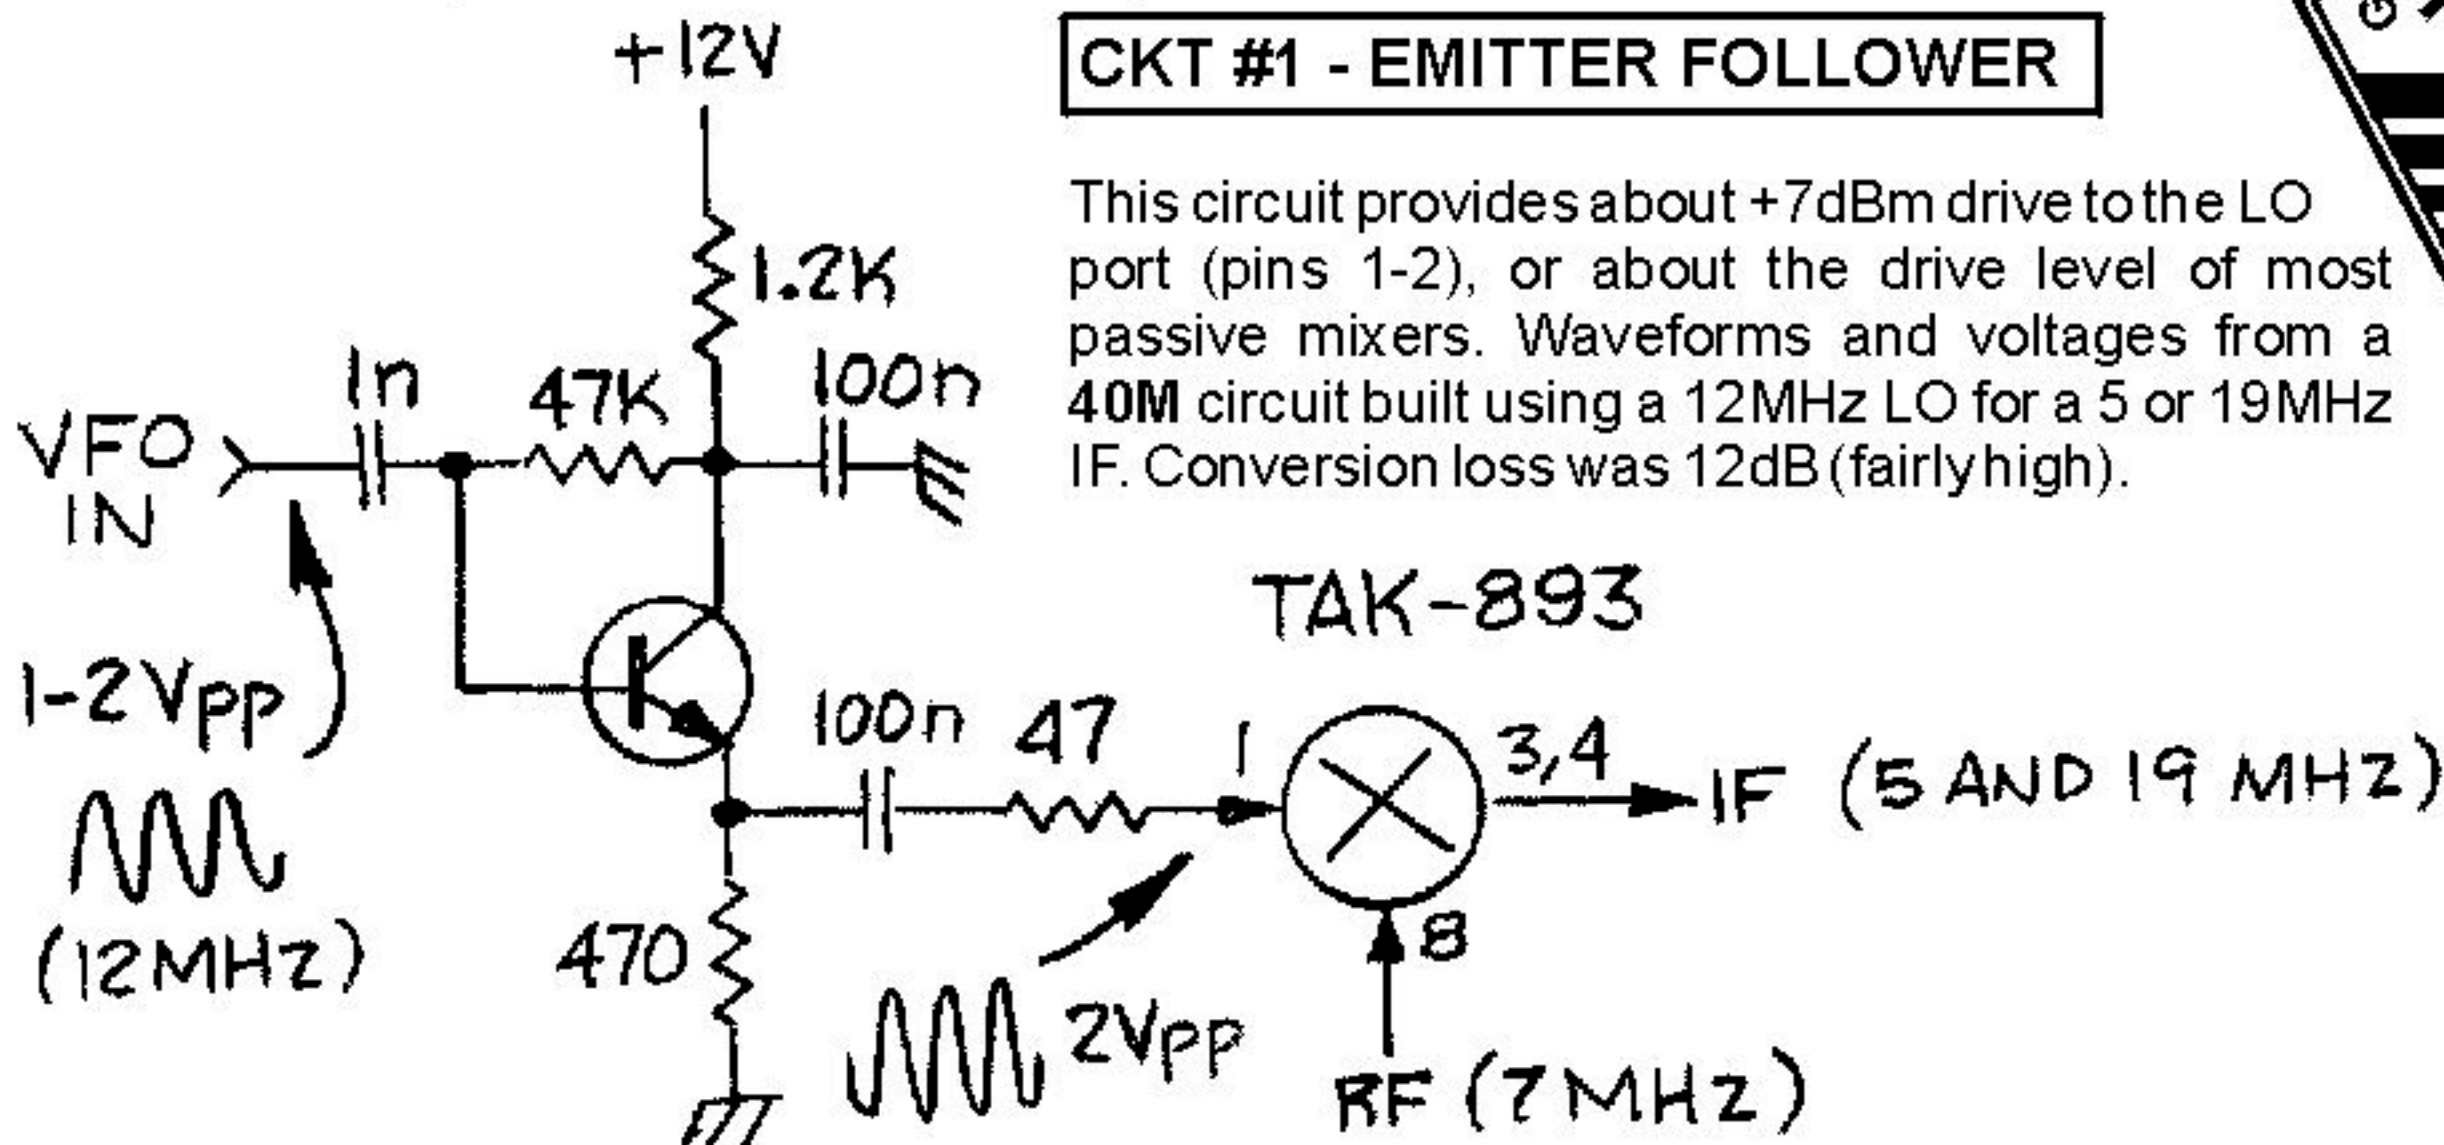 +12V
CKT #1 - EMITTER FOLLOWER
This circuit provides about +7dBm drive to the LO
port (pins 1-2), or about the drive level of most
passive mixers. Waveforms and voltages from a
40M circuit built using a 12MHz LO for a 5 or 19MHz
IF. Conversion loss was 12dB (fairly high).
1.2K
1n
47K
100n
VFO
IN
TAK-893
1-2Vpp
(12MHz)
100n
47
1
3,4
IF (5 AND 19 MHz)
470
8
2Vpp
RF (7MHz)